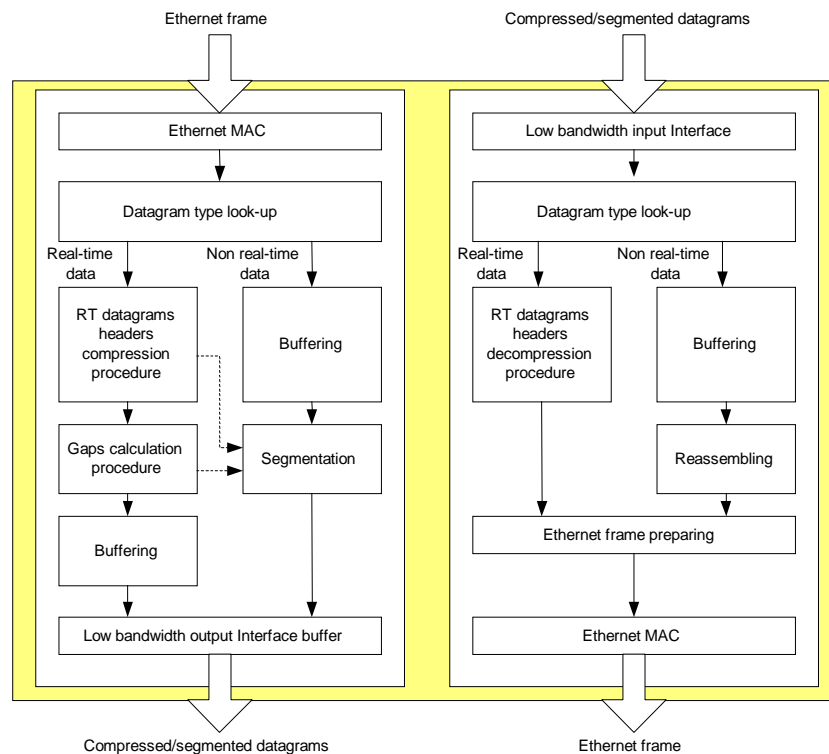 Ethernet frame
Ethernet MAC
Datagram type look-up
Real-time
data
Non real-time
data
RT datagrams
headers
compression
procedure
Buffering
Gaps calculation
procedure
Segmentation
Buffering
Low bandwidth output Interface buffer
Compressed/segmented datagrams
Compressed/segmented datagrams
Low bandwidth input Interface
Datagram type look-up
Real-time
data
Non real-time
data
RT datagrams
headers
decompression
procedure
Buffering
Reassembling
Ethernet frame preparing
Ethernet MAC
Ethernet frame